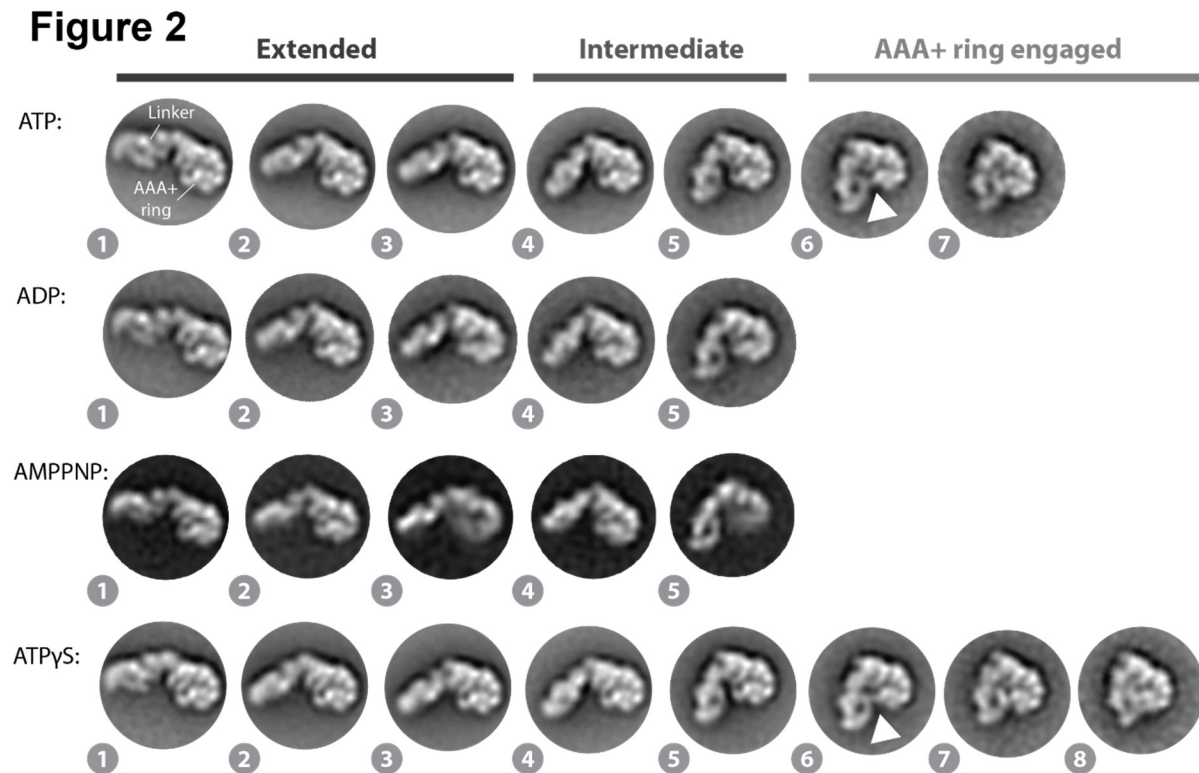 Figure 2
Extended Intermediate AAA+ ring engaged
ATP:
Linker
AAA+
ring
1 2 3 4 5 6 7
ADP:
1 2 3 4 5
AMPPNP:
1 2 3 4 5
ATPγS:
1 2 3 4 5 6 7 8